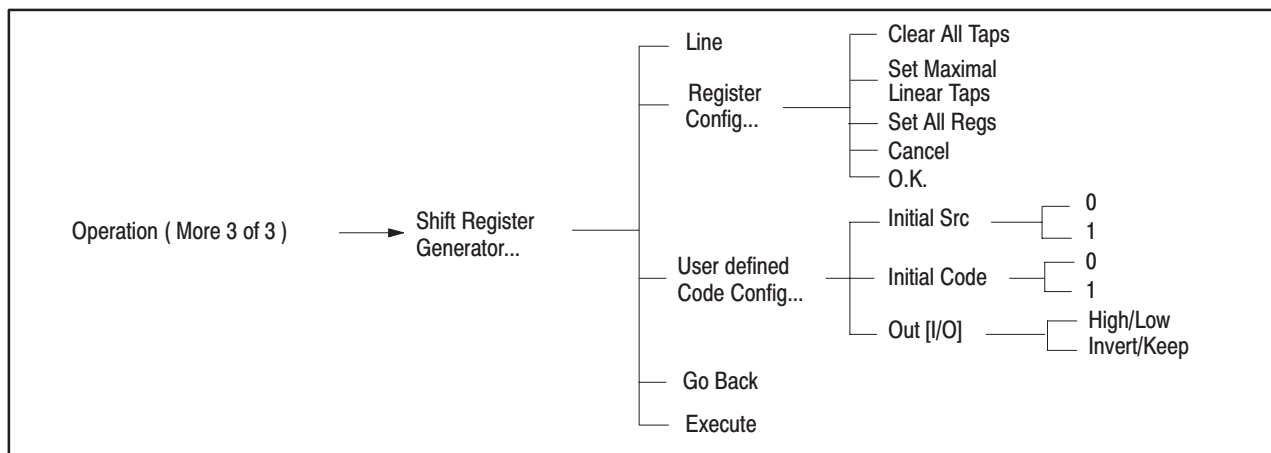 Operation ( More 3 of 3 )
Shift Register
Generator...
Line
Register
Config...
Clear All Taps
Set Maximal
Linear Taps
Set All Regs
Cancel
O.K.
User defined
Code Config...
Initial Src
0
1
Initial Code
0
1
Out [I/O]
High/Low
Invert/Keep
Go Back
Execute